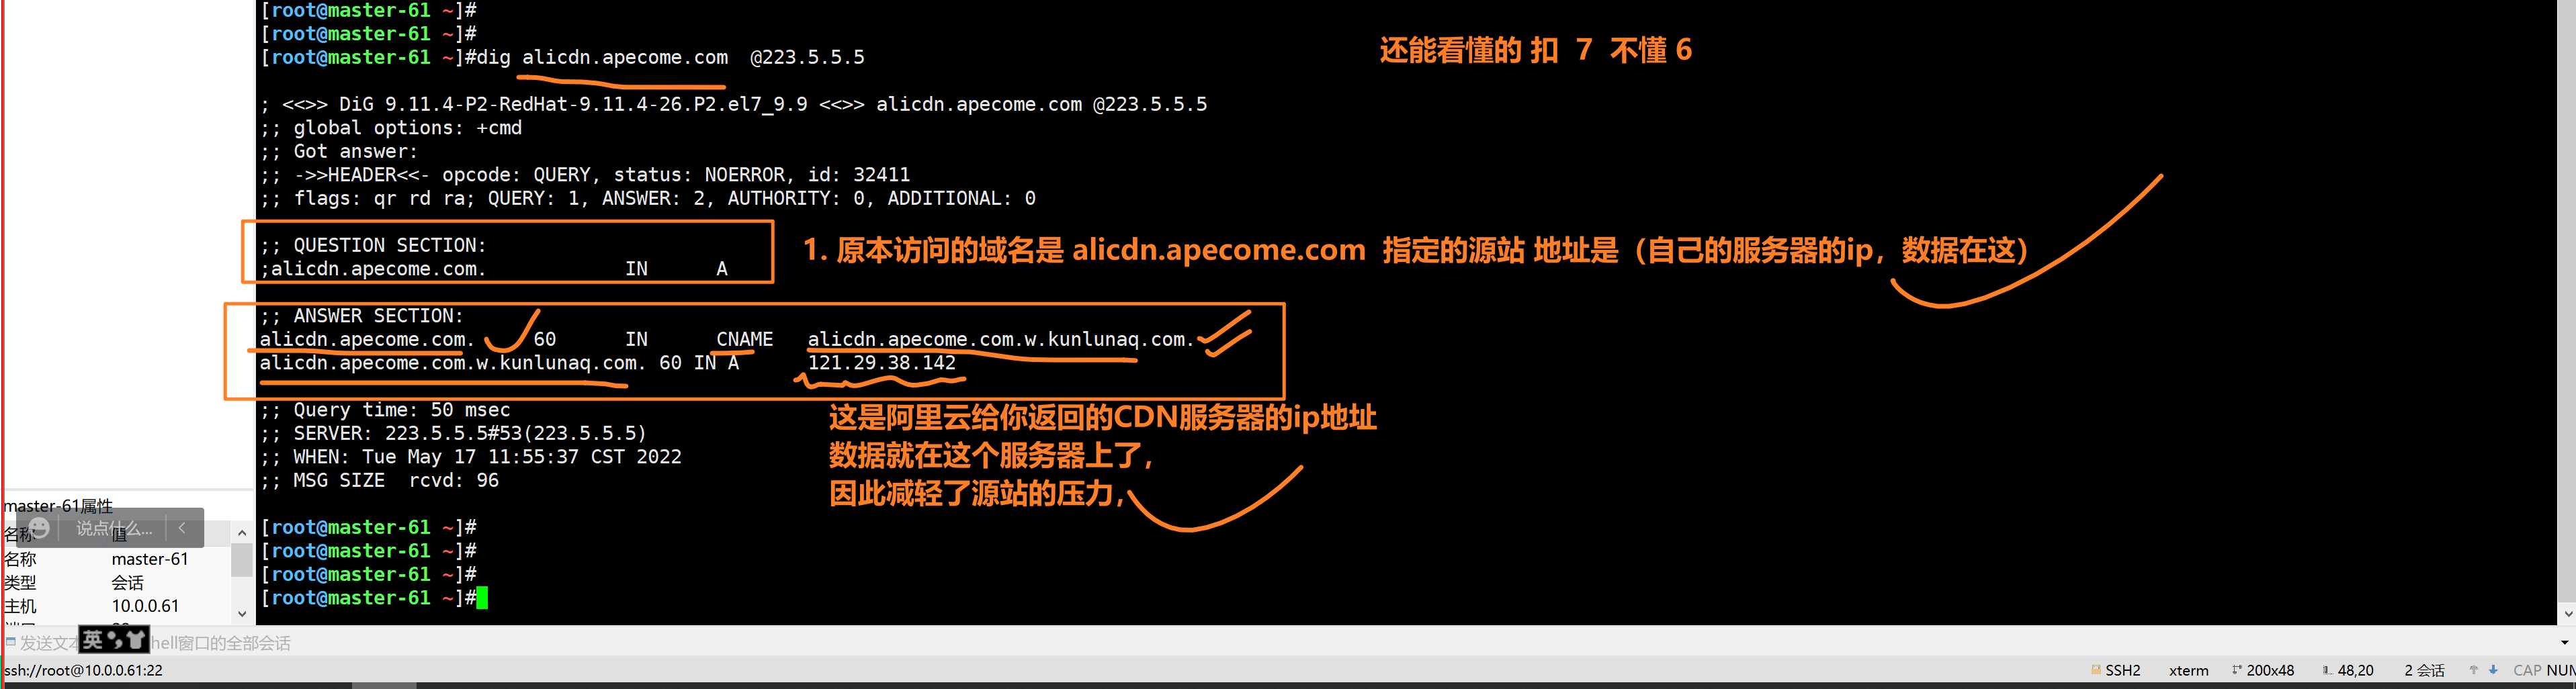 [root@master-61 ~]#
[root@master-61 ~]#
[root@master-61 ~]#dig alicdn.apecome.com  @223.5.5.5
还能看懂的 扣 7 不懂 6
; <<>> DiG 9.11.4-P2-RedHat-9.11.4-26.P2.el7_9.9 <<>> alicdn.apecome.com @223.5.5.5
;; global options: +cmd
;; Got answer:
;; ->>HEADER<<- opcode: QUERY, status: NOERROR, id: 32411
;; flags: qr rd ra; QUERY: 1, ANSWER: 2, AUTHORITY: 0, ADDITIONAL: 0
;; QUESTION SECTION:
;alicdn.apecome.com. IN A
1. 原本访问的域名是 alicdn.apecome.com 指定的源站 地址是（自己的服务器的ip，数据在这）
;; ANSWER SECTION:
alicdn.apecome.com. 60 IN CNAME alicdn.apecome.com.w.kunlunaq.com.
alicdn.apecome.com.w.kunlunaq.com. 60 IN A 121.29.38.142
;; Query time: 50 msec
;; SERVER: 223.5.5.5#53(223.5.5.5)
;; WHEN: Tue May 17 11:55:37 CST 2022
;; MSG SIZE  rcvd: 96
这是阿里云给你返回的CDN服务器的ip地址
数据就在这个服务器上了，
因此减轻了源站的压力，
[root@master-61 ~]#
[root@master-61 ~]#
[root@master-61 ~]#
[root@master-61 ~]#
master-61属性
说点什么...
名称 值
名称 master-61
类型 会话
主机 10.0.0.61
发送文本
英
hell窗口的全部会话
ssh://root@10.0.0.61:22
SSH2 xterm 200x48 48,20 2 会话 CAP NUM